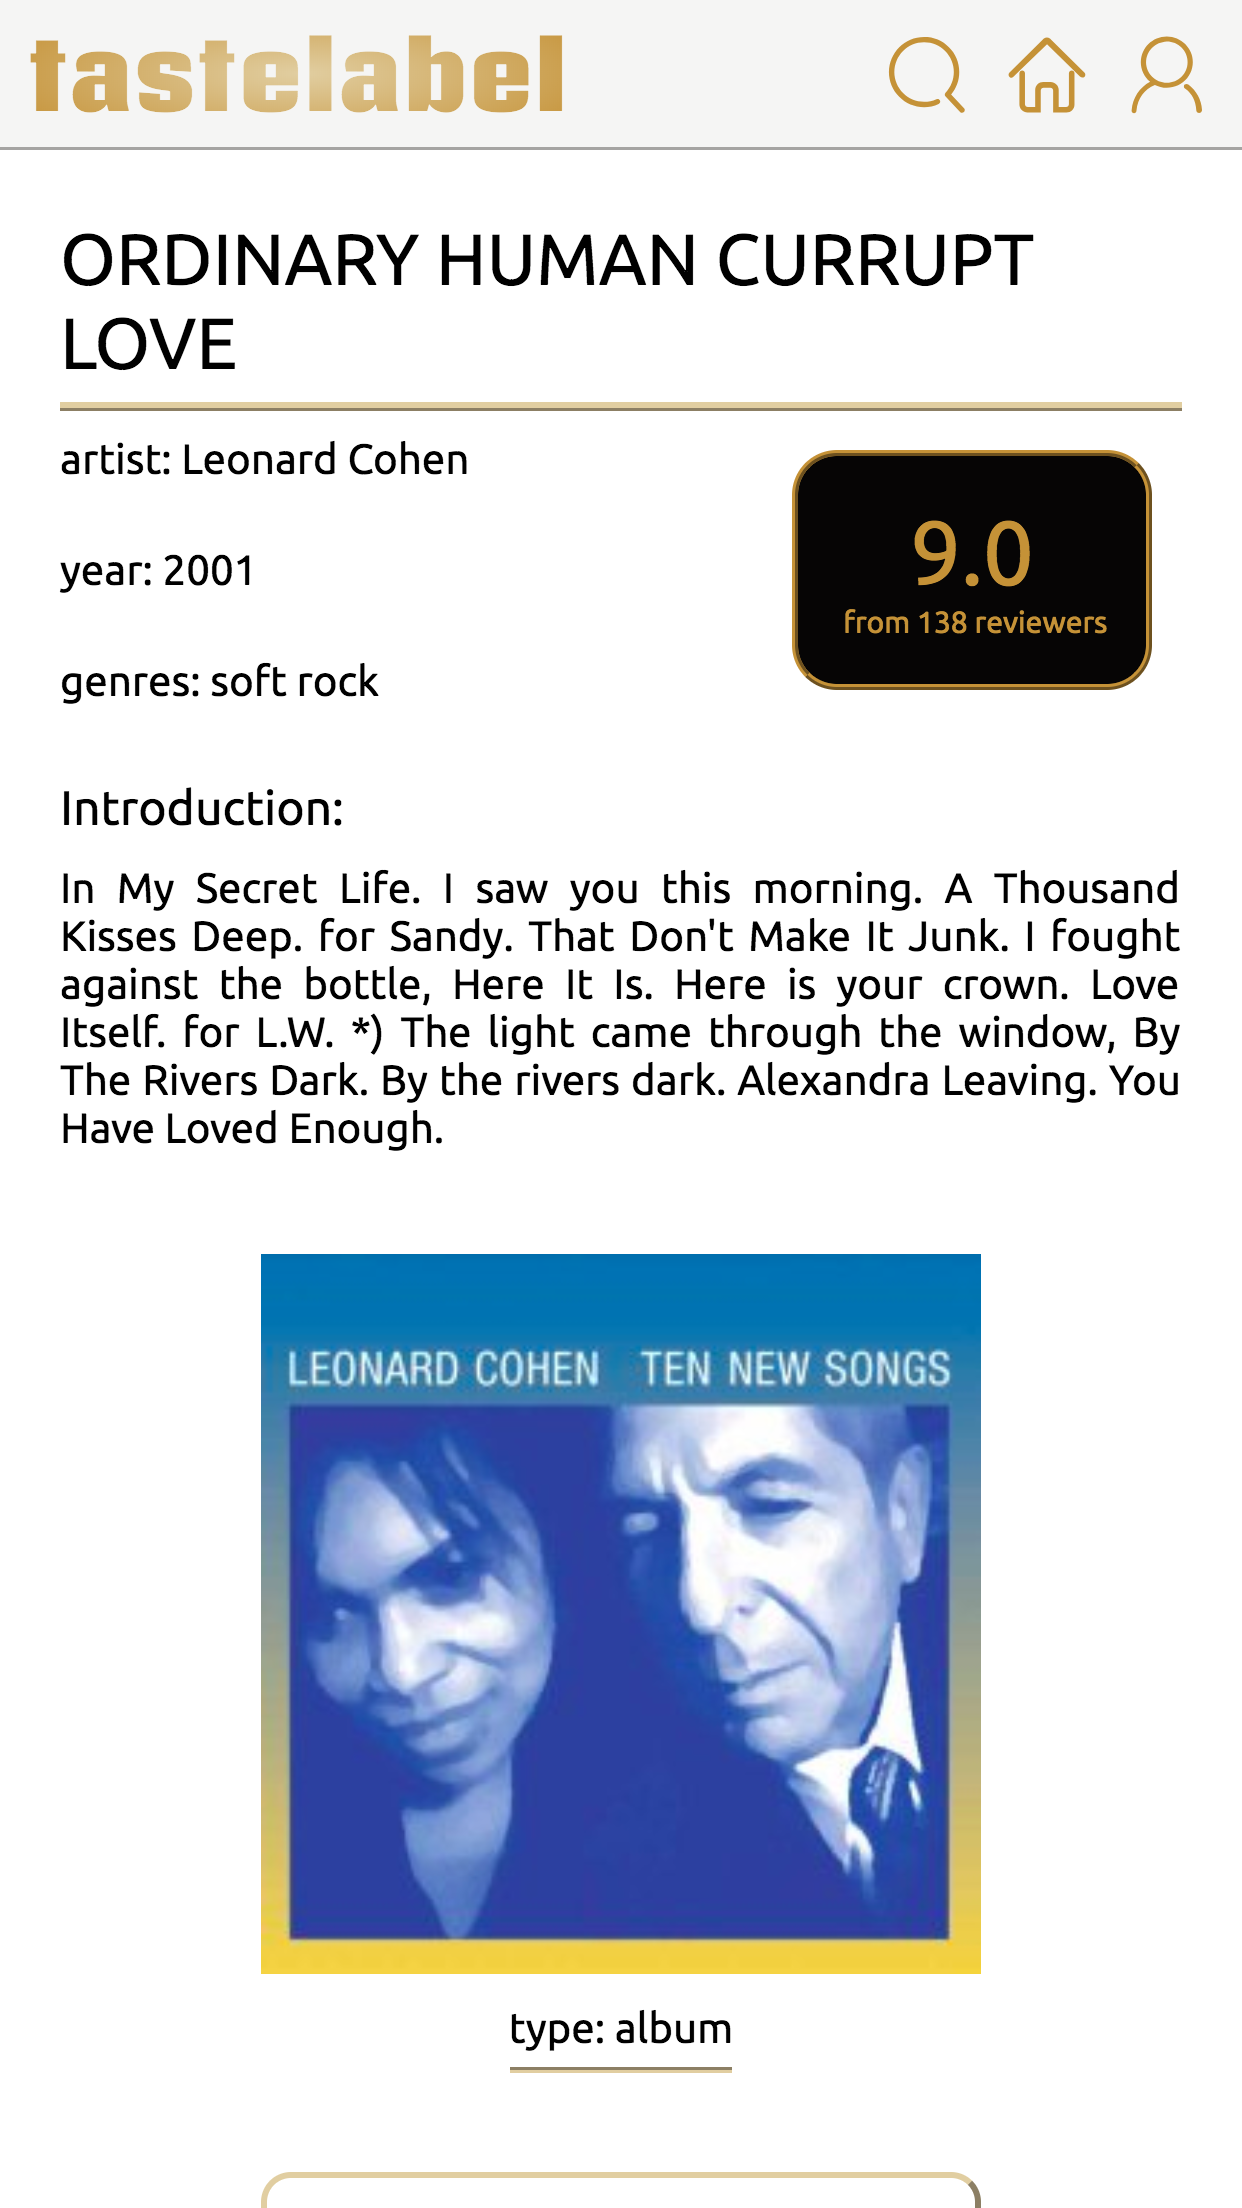 tastelabel
ORDINARY HUMAN CURRUPT
LOVE
artist: Leonard Cohen
year: 2001
genres: soft rock
9.0
from 138 reviewers
Introduction:
In My Secret Life. I saw you this morning. A Thousand
Kisses Deep. for Sandy. That Don't Make It Junk. I fought
against the bottle, Here It Is. Here is your crown. Love
Itself. for L.W. *) The light came through the window, By
The Rivers Dark. By the rivers dark. Alexandra Leaving. You
Have Loved Enough.
LEONARD COHEN TEN NEW SONGS
type: album